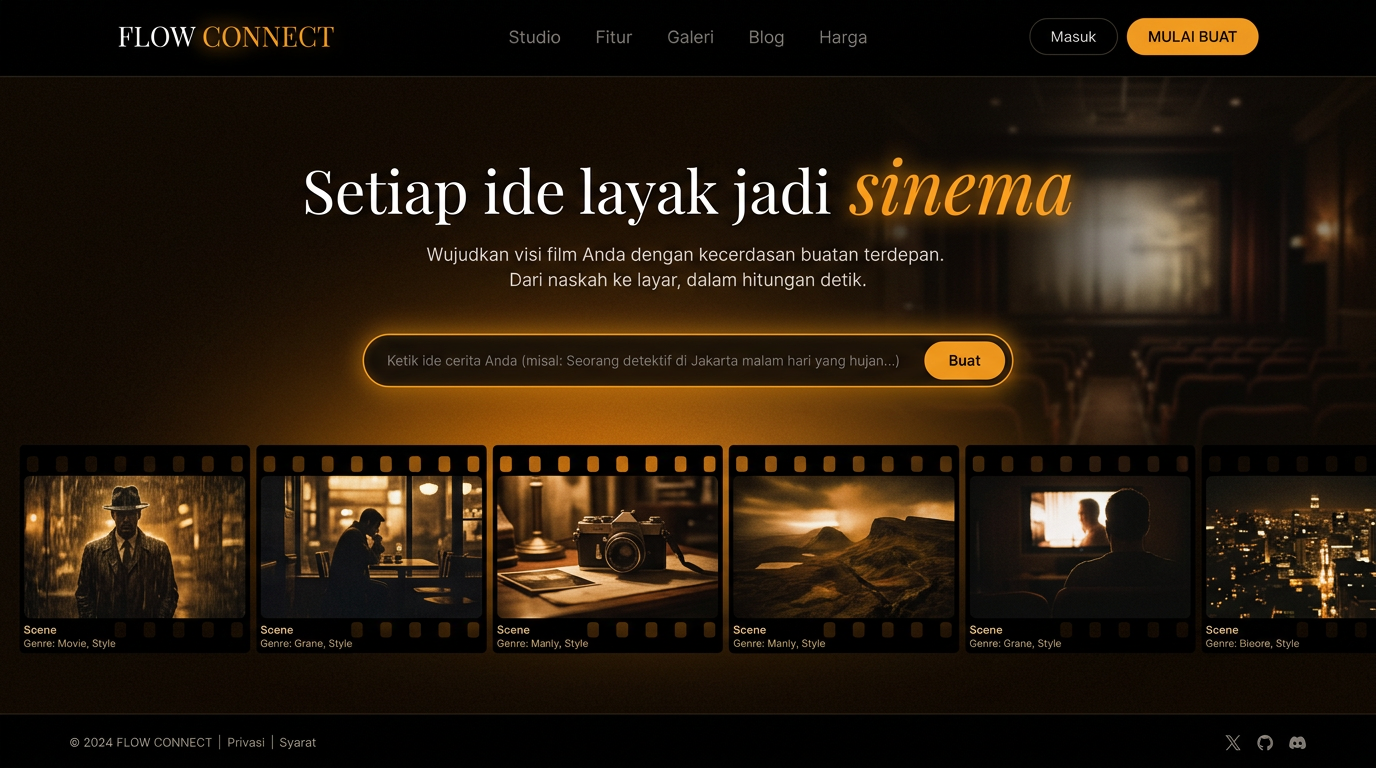 FLOW CONNECT
Studio Fitur Galeri Blog Harga
Masuk
MULAI BUAT
Setiap ide layak jadi sinema
Wujudkan visi film Anda dengan kecerdasan buatan terdepan.
Dari naskah ke layar, dalam hitungan detik.
Ketik ide cerita Anda (misal: Seorang detektif di Jakarta malam hari yang hujan...)
Buat
Scene
Genre: Movie, Style
Scene
Genre: Grane, Style
Scene
Genre: Manly, Style
Scene
Genre: Manly, Style
Scene
Genre: Grane, Style
Scene
Genre: Bieore, Style
© 2024 FLOW CONNECT | Privasi | Syarat